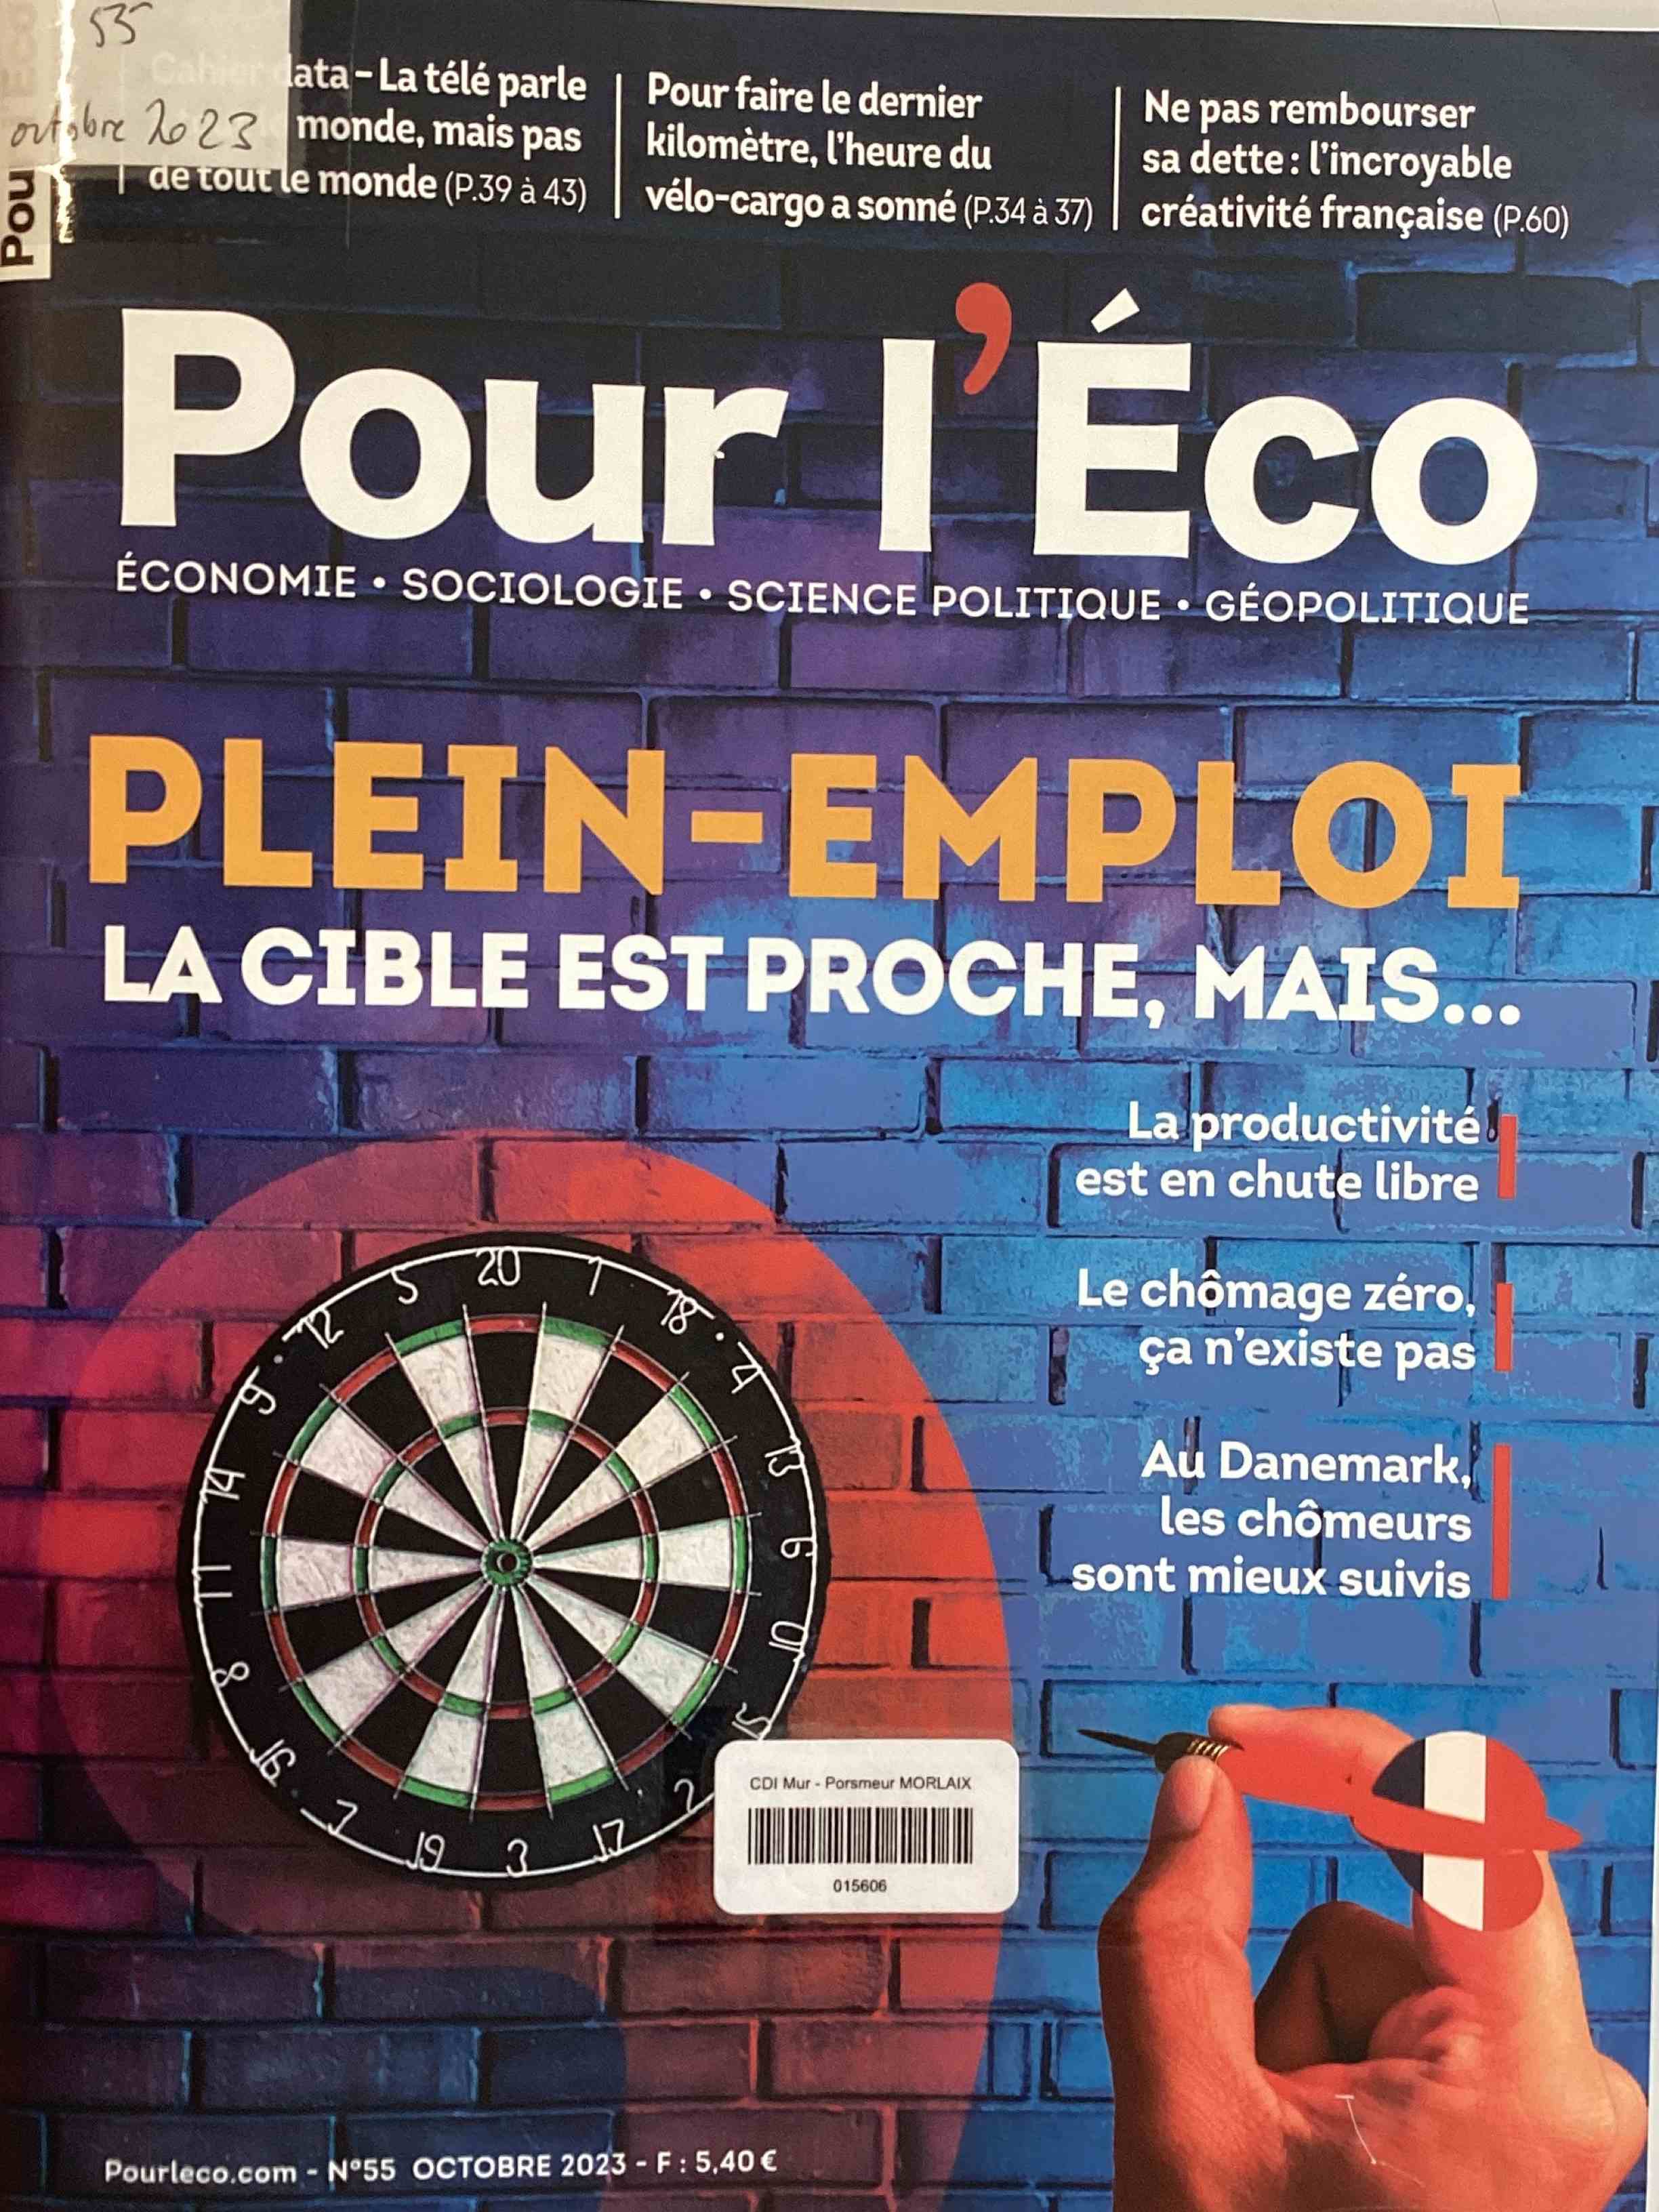 55
octobre 2023
Cahier data – La télé parle
monde, mais pas
de tout le monde (P.39 à 43)
Pour faire le dernier
kilomètre, l'heure du
vélo-cargo a sonné (P.34 à 37)
Ne pas rembourser
sa dette : l'incroyable
créativité française (P.60)
Pou
Pour l'Éco
ÉCONOMIE • SOCIOLOGIE • SCIENCE POLITIQUE • GÉOPOLITIQUE
PLEIN-EMPLOI
LA CIBLE EST PROCHE, MAIS...
La productivité
est en chute libre
Le chômage zéro,
ça n'existe pas
Au Danemark,
les chômeurs
sont mieux suivis
20
1
18
4
13
6
10
15
2
17
3
19
7
16
8
11
14
9
12
5
CDI Mur - Porsmeur MORLAIX
015606
Pourleco.com - N°55 OCTOBRE 2023 - F : 5,40 €